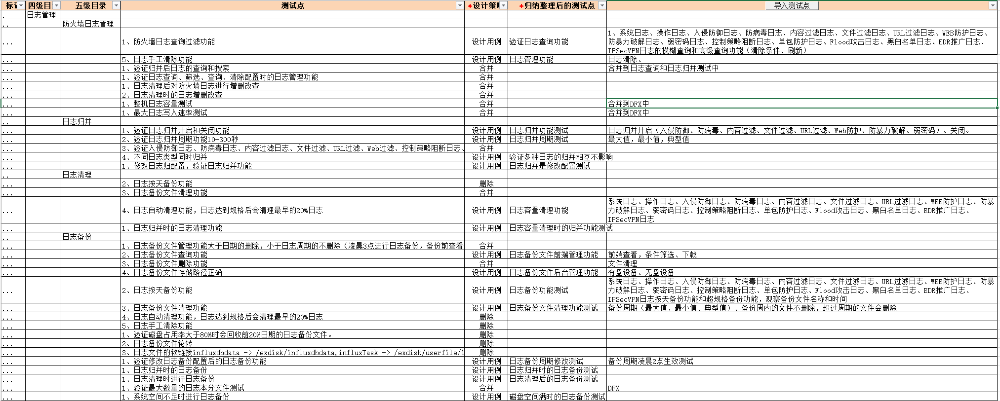 标记 四级目录 五级目录 测试点 *设计策略 *归纳整理后的测试点 导入测试点
. 日志管理
.. 防火墙日志管理
... 1、防火墙日志查询过滤功能 设计用例 验证日志查询功能 1、系统日志、操作日志、入侵防御日志、防病毒日志、内容过滤日志、文件过滤日志、URL过滤日志、WEB防护日志、
防暴力破解日志、弱密码日志、控制策略阻断日志、单包防护日志、Flood攻击日志、黑白名单日志、EDR推广日志、
IPSecVPN日志的模糊查询和高级查询功能（清除条件、刷新）
... 5、日志手工清除功能 设计用例 日志管理功能 日志清除、
... 1、验证归并后日志的查询和搜索 合并 合并到日志查询和日志归并测试中
... 1、验证日志查询、筛选、查询、清除配置时的日志管理功能 合并
... 1、日志清理后对防火墙日志进行增删改查 合并
... 2、日志清理时的日志增删改查 合并
... 1、整机日志容量测试 合并 合并到DFX中
... 1、最大日志写入速率测试 合并 合并到DFX中
.. 日志归并
... 1、验证日志归并开启和关闭功能 设计用例 日志归并功能测试 日志归并开启（入侵防御、防病毒、内容过滤、文件过滤、URL过滤、Web防护、防暴力破解、弱密码）、关闭。
... 2、验证日志归并周期功能10-300秒 设计用例 日志归并周期测试 最大值，最小值，典型值
... 3、验证入侵防御日志、防病毒日志、内容过滤日志、文件过滤、URL过滤、Web过滤、控制策略阻断日志、 合并
... 4、不同日志类型同时归并 设计用例 验证多种日志的归并相互不影响
... 1、修改日志归配置，验证日志归并功能 设计用例 日志归并是修改配置测试
.. 日志清理
... 2、日志按天备份功能 删除
... 3、日志备份文件清理功能 合并
... 4、日志自动清理功能，日志达到规格后会清理最早的20%日志 设计用例 日志容量清理功能 系统日志、操作日志、入侵防御日志、防病毒日志、内容过滤日志、文件过滤日志、URL过滤日志、WEB防护日志、防暴
力破解日志、弱密码日志、控制策略阻断日志、单包防护日志、Flood攻击日志、黑白名单日志、EDR推广日志、
IPSecVPN日志
... 1、日志归并时的日志清理功能 设计用例 日志容量清理时的归并功能测试
.. 日志备份
... 1、日志备份文件管理功能大于日期的删除，小于日志周期的不删除（凌晨3点进行日志备份，备份前查看 合并
... 2、日志备份文件查询功能 设计用例 日志备份文件前端管理功能 前端查看，条件筛选、下载
... 3、日志备份文件删除功能 合并 文件清理
... 4、日志备份文件存储路径正确 设计用例 日志备份文件后台管理功能 有盘设备、无盘设备
... 2、日志按天备份功能 设计用例 日志备份功能测试 系统日志、操作日志、入侵防御日志、防病毒日志、内容过滤日志、文件过滤日志、URL过滤日志、WEB防护日志、防暴
力破解日志、弱密码日志、控制策略阻断日志、单包防护日志、Flood攻击日志、黑白名单日志、EDR推广日志、
IPSecVPN日志按天备份功能和超规格备份功能，观察备份文件名称和时间
... 3、日志备份文件清理功能 设计用例 日志备份文件清理功能测试 备份周期（最大值、最小值、典型值）、备份周内的文件不删除，超过周期的文件会删除
... 4、日志自动清理功能，日志达到规格后会清理最早的20%日志 删除
... 5、日志手工清除功能 删除
... 1、验证磁盘占用率大于80%时会回收前20%日期的日志备份文件。 删除
... 2、日志备份文件轮转 删除
... 3、日志文件的软链接influxdbdata -> /exdisk/influxdbdata,influxTask -> /exdisk/userfile/i 删除
... 1、验证修改日志备份配置后的日志备份功能 设计用例 日志备份周期修改测试 备份周期凌晨2点生效测试
... 1、日志归并时的日志备份 设计用例 日志归并时的日志备份测试
... 1、日志清理时进行日志备份 设计用例 日志清理后的日志备份测试
... 1、验证最大数量的日志本分文件测试 合并 DFX
... 1、系统空间不足时进行日志备份 设计用例 磁盘空间满时的日志备份测试